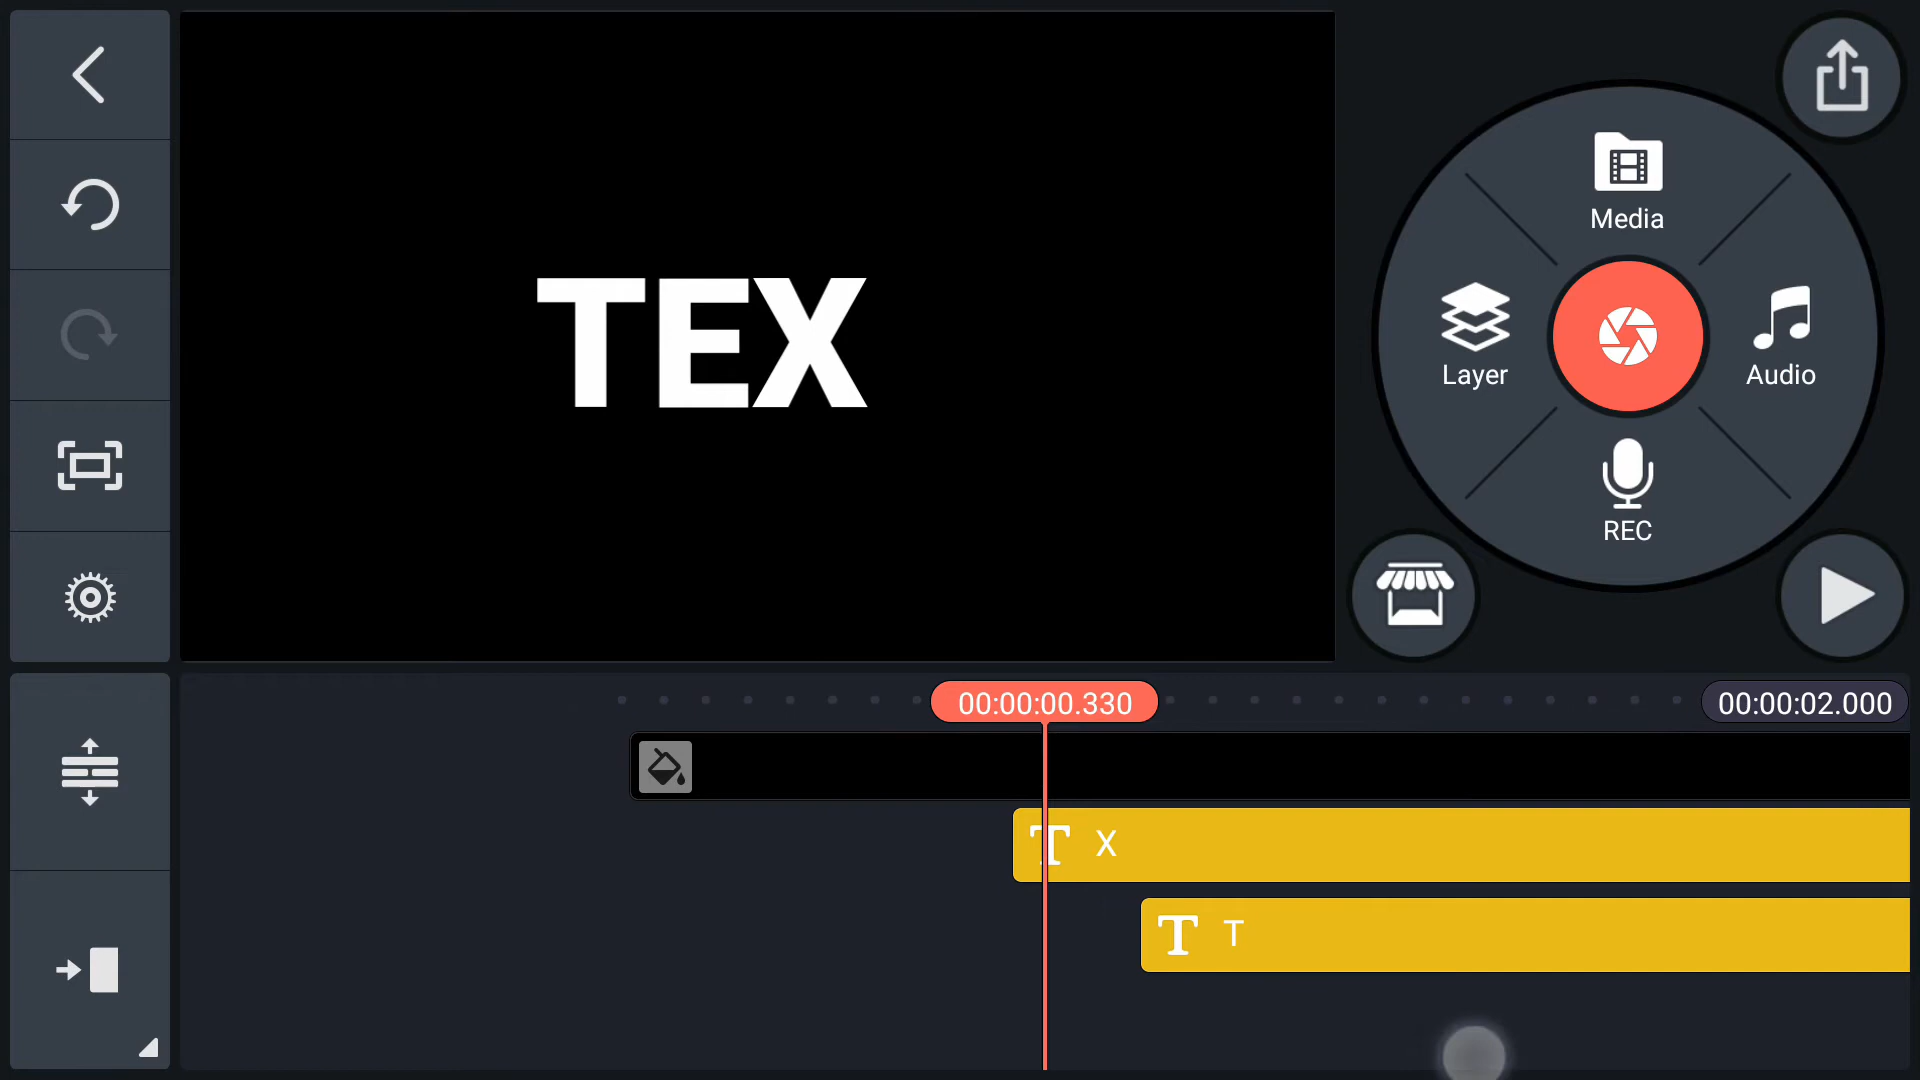 TEX
Media
Layer
Audio
REC
00:00:00.330
00:00:02.000
T X
T T